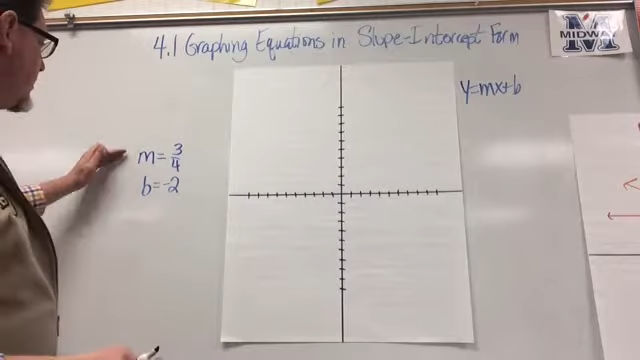 4.1 Graphing Equations in Slope-Intercept Form
MIDWAY
y=mx+b
m=3/4
b=-2